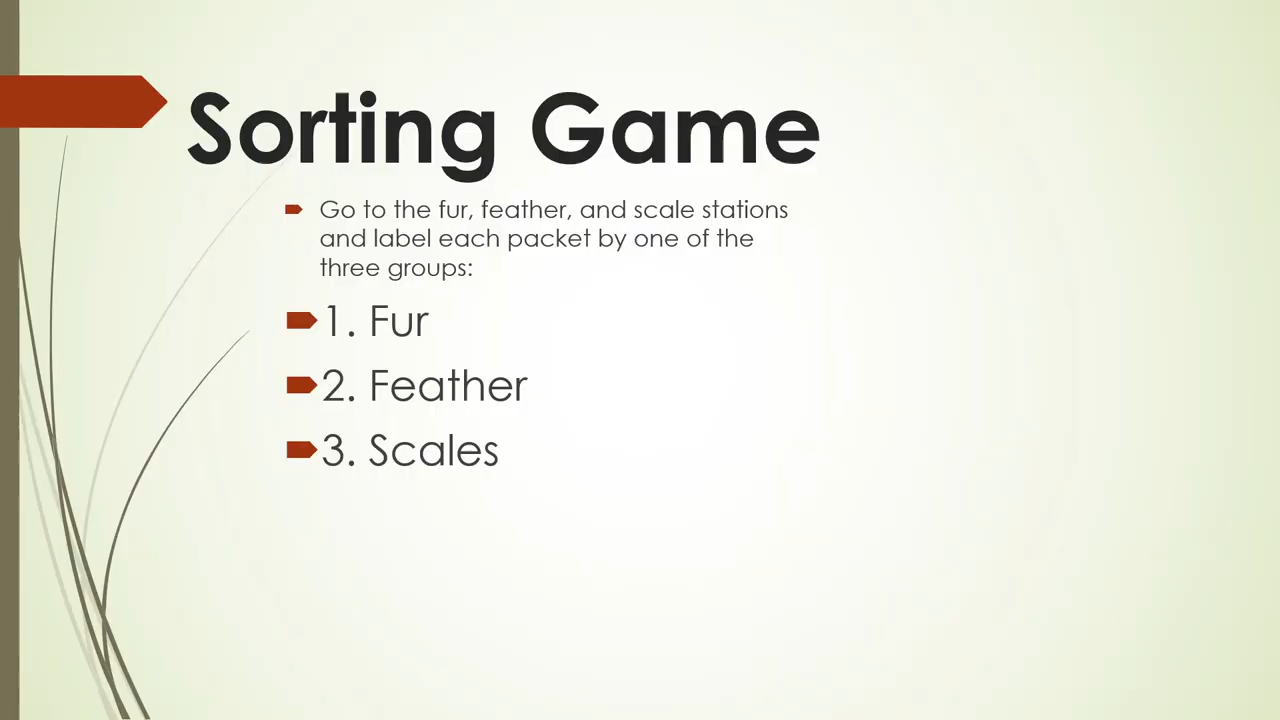 Sorting Game
Go to the fur, feather, and scale stations
and label each packet by one of the
three groups:
1. Fur
2. Feather
3. Scales